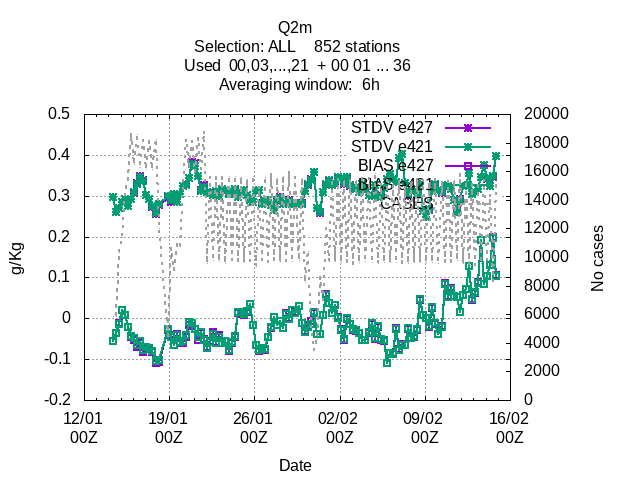 Q2m
Selection: ALL 852 stations
Used 00,03,...,21 + 00 01 ... 36
Averaging window: 6h
STDV e427
STDV e421
BIAS e427
BIAS e421
CASES
0.5
0.4
0.3
0.2
0.1
0
-0.1
-0.2
g/Kg
20000
18000
16000
14000
12000
10000
8000
6000
4000
2000
0
No cases
12/01 00Z
19/01 00Z
26/01 00Z
02/02 00Z
09/02 00Z
16/02 00Z
Date